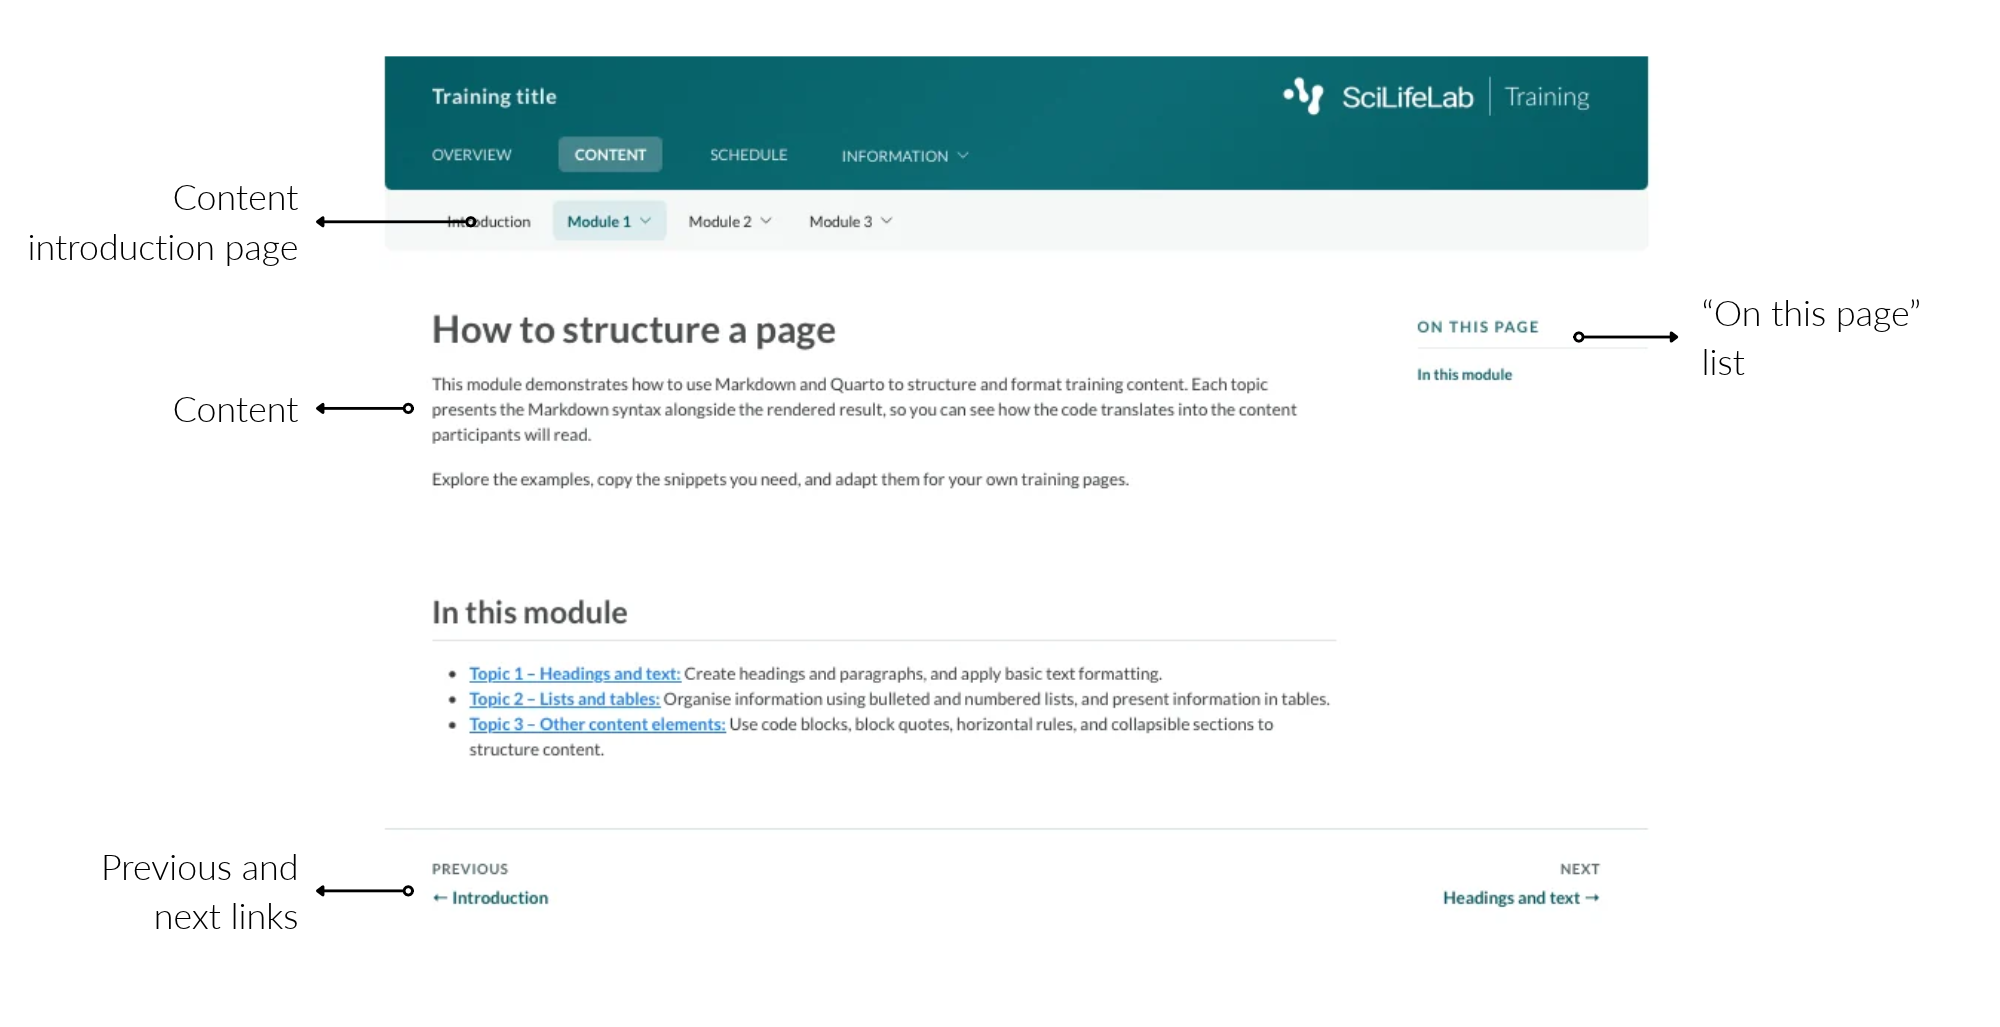 Training title
SciLifeLab | Training
OVERVIEW CONTENT SCHEDULE INFORMATION
Content
introduction page
Introduction Module 1 Module 2 Module 3
How to structure a page
ON THIS PAGE
“On this page”
list
In this module
Content
This module demonstrates how to use Markdown and Quarto to structure and format training content. Each topic
presents the Markdown syntax alongside the rendered result, so you can see how the code translates into the content
participants will read.
Explore the examples, copy the snippets you need, and adapt them for your own training pages.
In this module
• Topic 1 – Headings and text: Create headings and paragraphs, and apply basic text formatting.
• Topic 2 – Lists and tables: Organise information using bulleted and numbered lists, and present information in tables.
• Topic 3 – Other content elements: Use code blocks, block quotes, horizontal rules, and collapsible sections to
structure content.
Previous and
next links
PREVIOUS
← Introduction
NEXT
Headings and text →